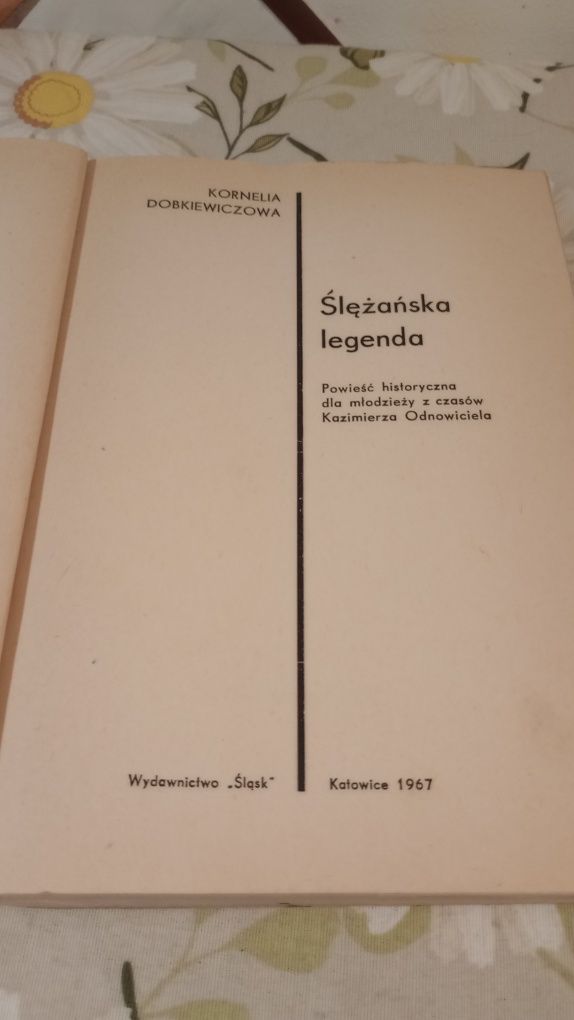 KORNELIA
DOBKIEWICZOWA
Ślężańska
legenda
Powieść historyczna
dla młodzieży z czasów
Kazimierza Odnowiciela
Wydawnictwo „Śląsk"
Katowice 1967